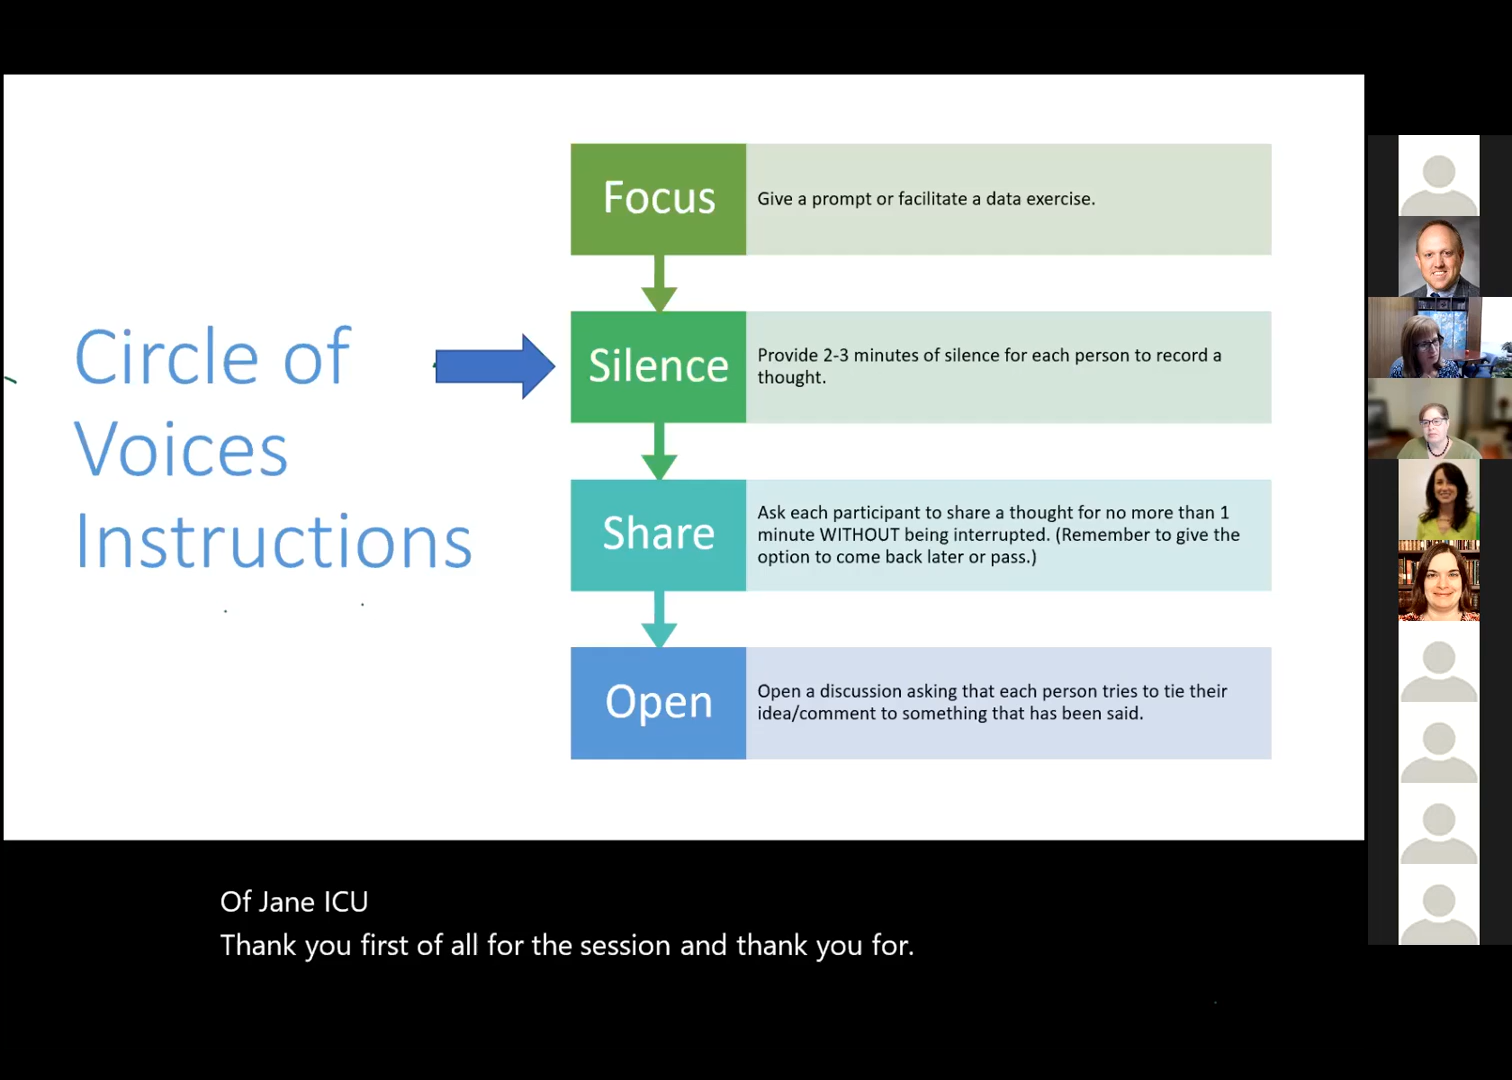 Circle of
Voices
Instructions
Focus
Give a prompt or facilitate a data exercise.
Silence
Provide 2-3 minutes of silence for each person to record a
thought.
Share
Ask each participant to share a thought for no more than 1
minute WITHOUT being interrupted. (Remember to give the
option to come back later or pass.)
Open
Open a discussion asking that each person tries to tie their
idea/comment to something that has been said.
Of Jane ICU
Thank you first of all for the session and thank you for.